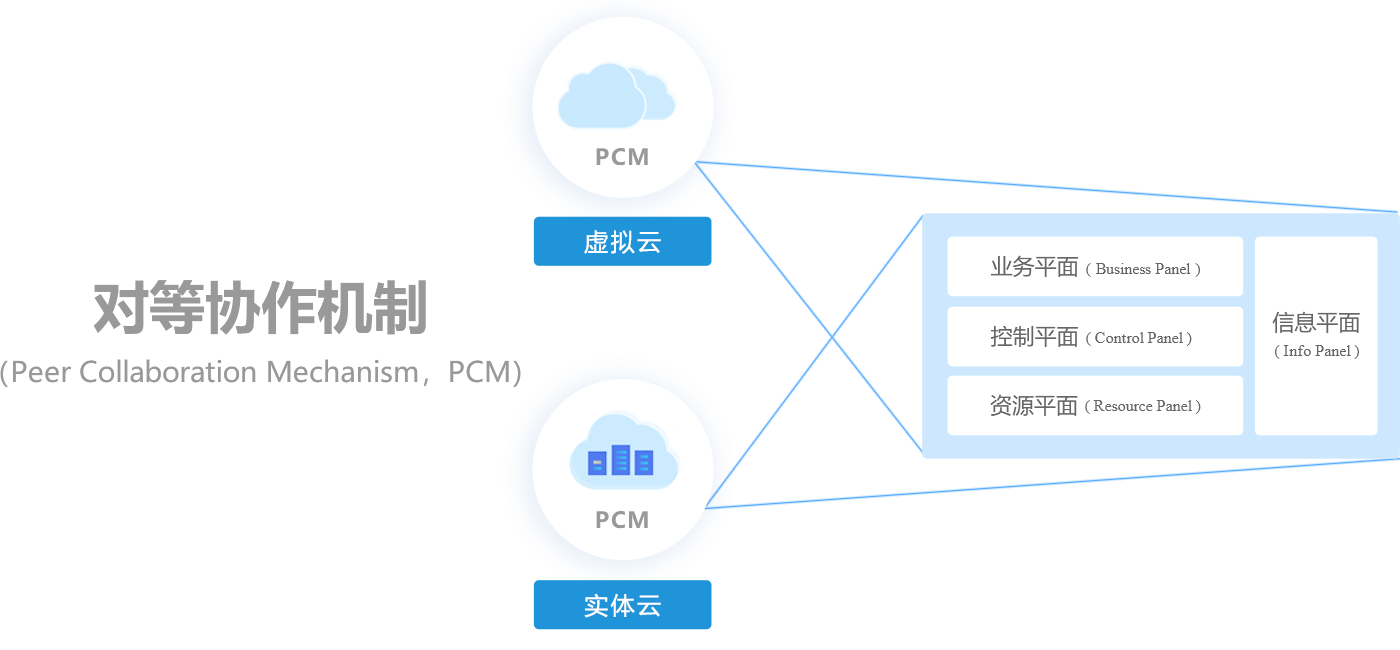 对等协作机制
(Peer Collaboration Mechanism，PCM)
PCM
虚拟云
PCM
实体云
业务平面 ( Business Panel )
控制平面 ( Control Panel )
资源平面 ( Resource Panel )
信息平面
( Info Panel )